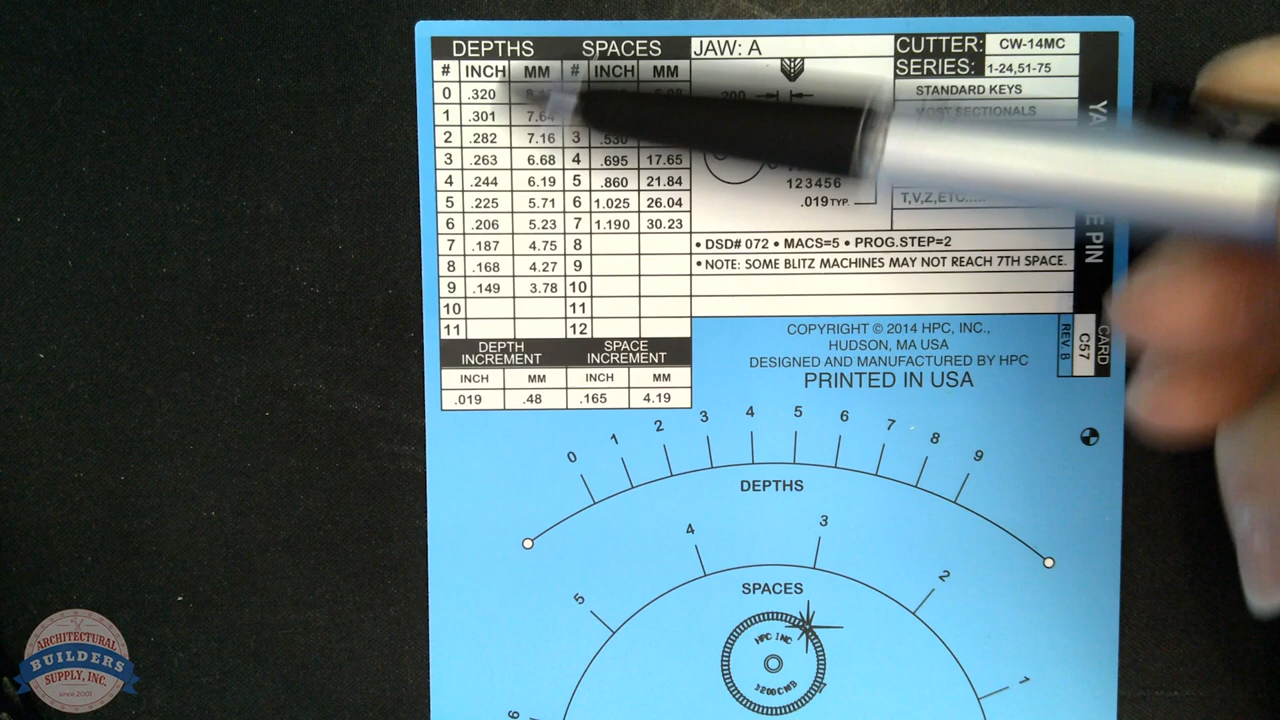 DEPTHS SPACES JAW: A CUTTER: CW-14MC
SERIES: 1-24,51-75
# INCH MM # INCH MM
0 .320 STANDARD KEYS
1 .301 7.64 MOST SECTIONALS
2 .282 7.16 3 .530
3 .263 6.68 4 .695 17.65
4 .244 6.19 5 .860 21.84 123456
5 .225 5.71 6 1.025 26.04 .019 TYP. T,V,Z,ETC.....
6 .206 5.23 7 1.190 30.23
7 .187 4.75 8 • DSD# 072 • MACS=5 • PROG.STEP=2
8 .168 4.27 9 • NOTE: SOME BLITZ MACHINES MAY NOT REACH 7TH SPACE.
9 .149 3.78 10
10 11
11 12
DEPTH INCREMENT SPACE INCREMENT
INCH MM INCH MM
.019 .48 .165 4.19
COPYRIGHT © 2014 HPC, INC.,
HUDSON, MA USA
DESIGNED AND MANUFACTURED BY HPC
PRINTED IN USA
PIN
CARD
C57
REV. B
0 1 2 3 4 5 6 7 8 9
DEPTHS
6 5 4 3 2 1
SPACES
HPC INC
1200CMB
ARCHITECTURAL
BUILDERS
SUPPLY, INC.
since 2001